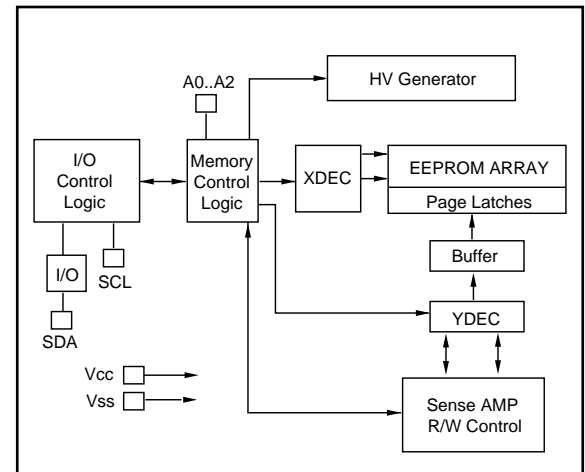 A0..A2
HV Generator
I/O
Control
Logic
Memory
Control
Logic
XDEC
EEPROM ARRAY
Page Latches
Buffer
I/O
SCL
SDA
YDEC
Vcc
Vss
Sense AMP
R/W Control